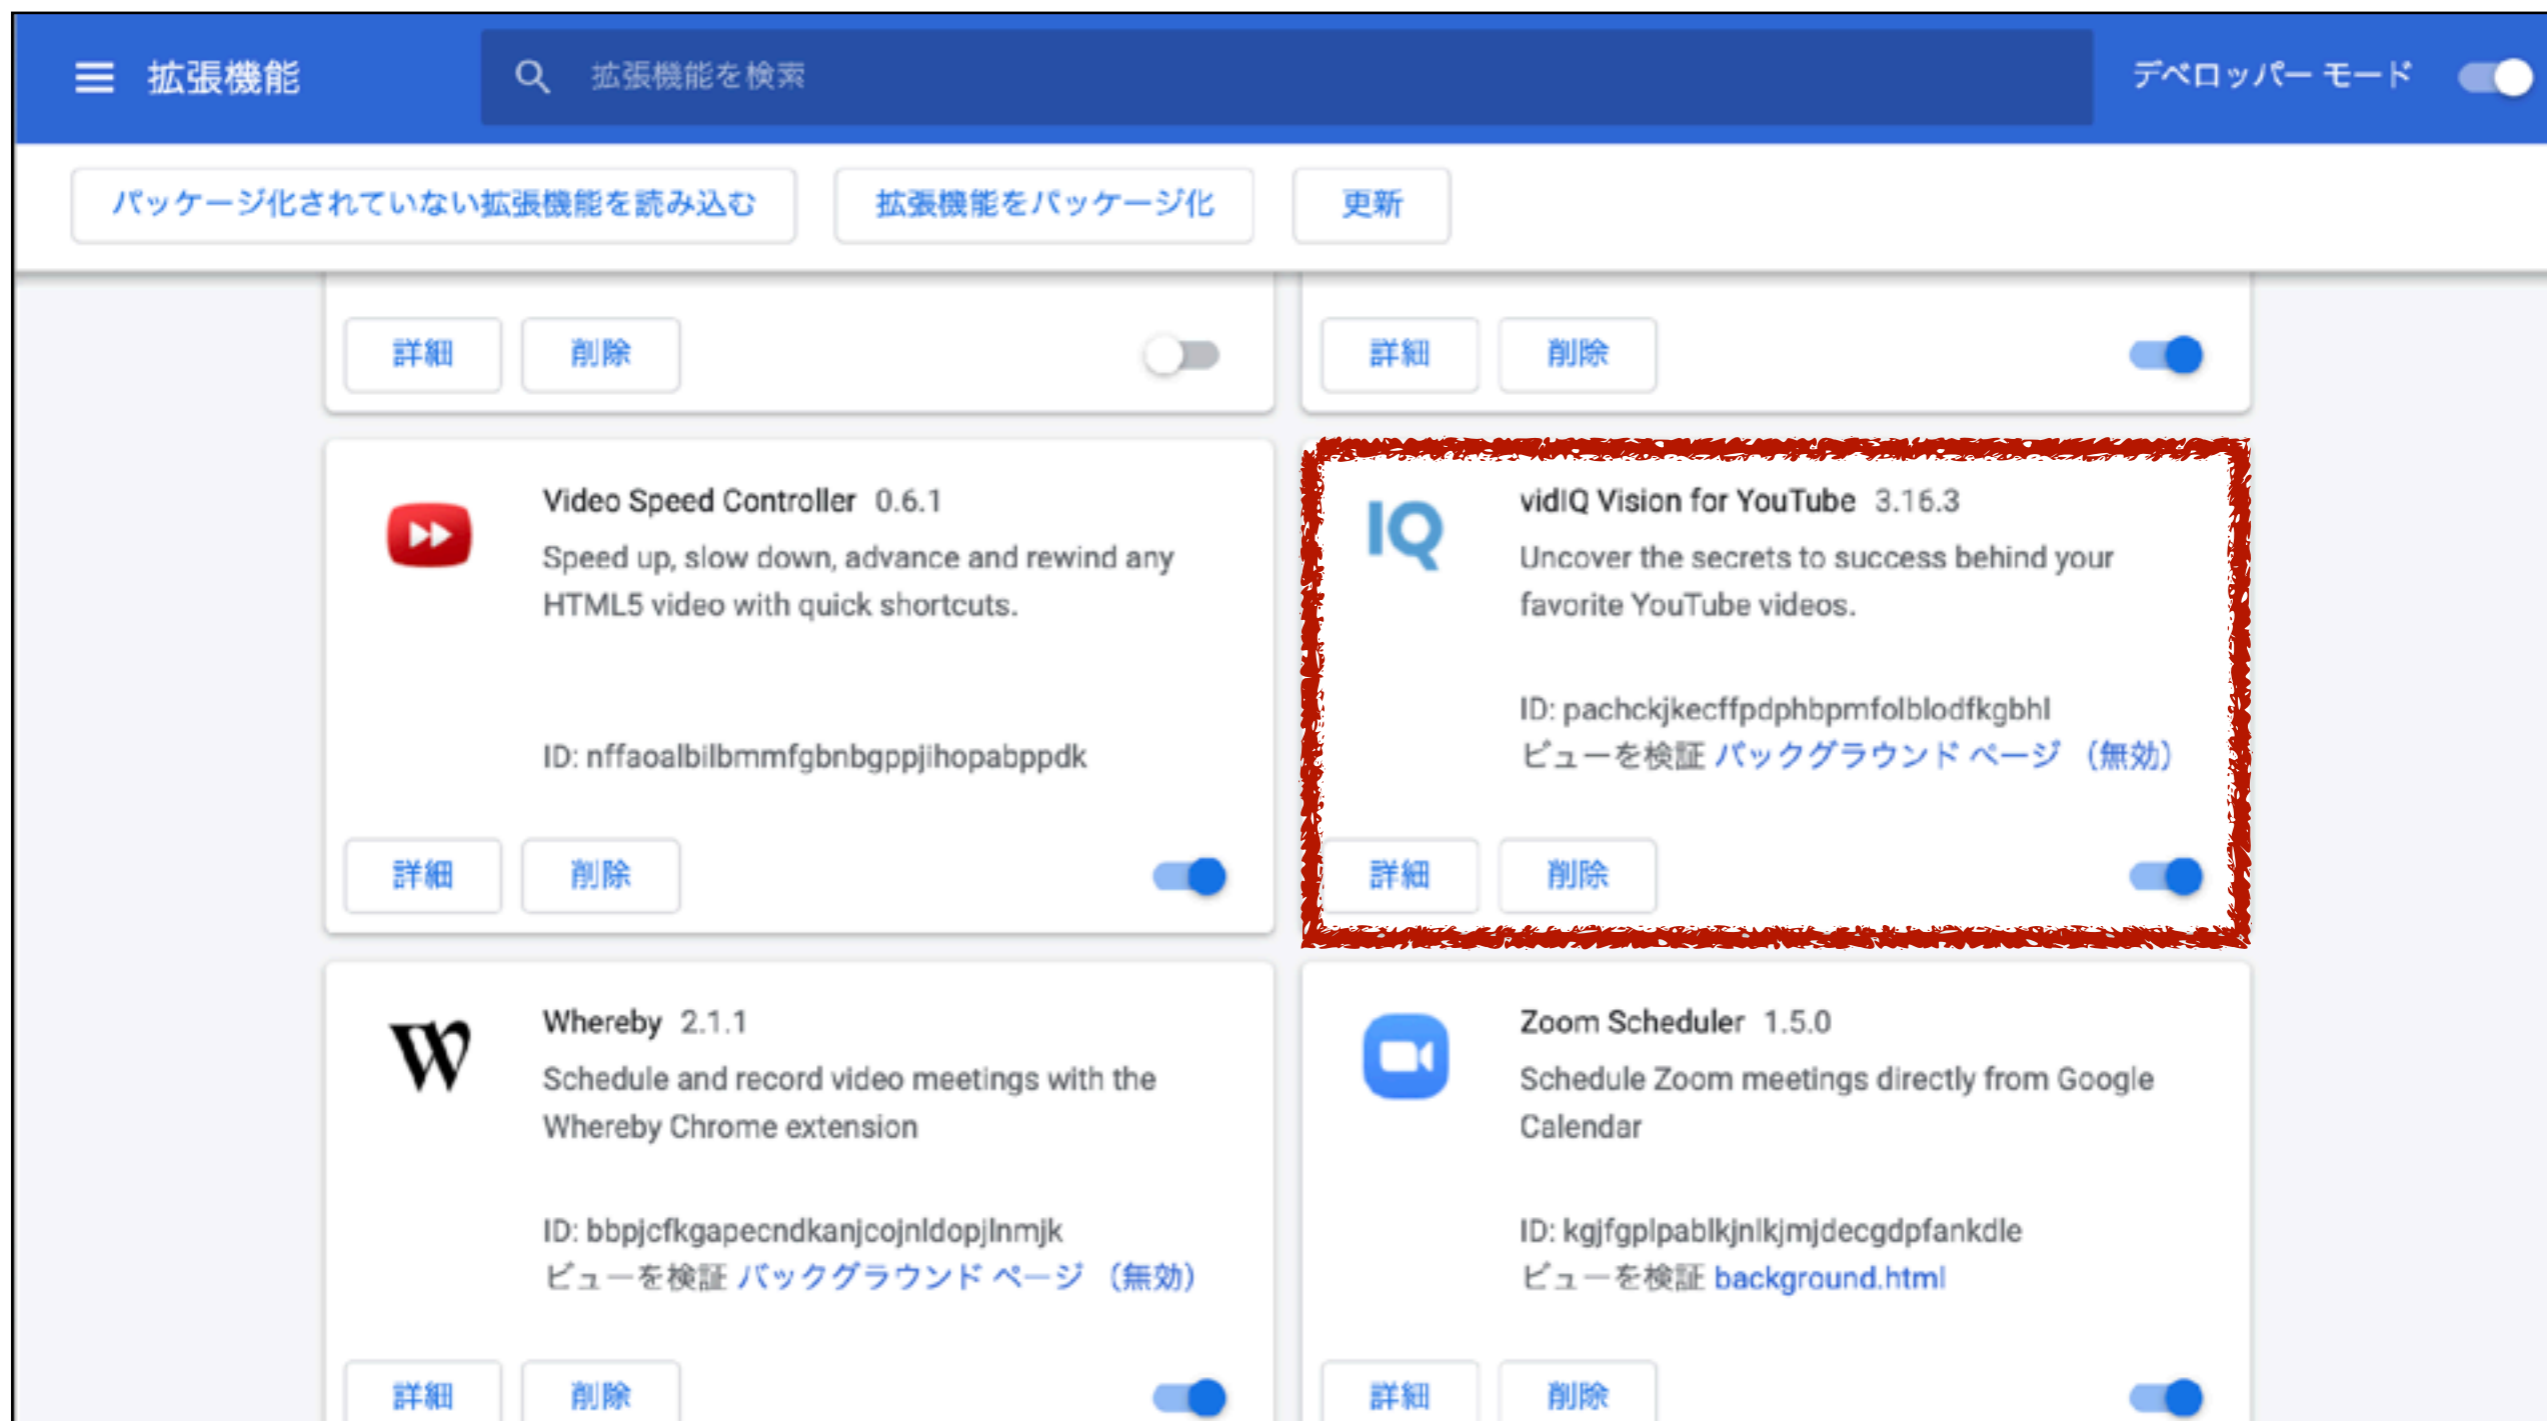 拡張機能
拡張機能を検索
デベロッパー モード
パッケージ化されていない拡張機能を読み込む
拡張機能をパッケージ化
更新
詳細
削除
詳細
削除
Video Speed Controller 0.6.1
Speed up, slow down, advance and rewind any
HTML5 video with quick shortcuts.
ID: nffaoalbilbmmfgbnbgppjihopabppdk
詳細
削除
IQ
vidIQ Vision for YouTube 3.16.3
Uncover the secrets to success behind your
favorite YouTube videos.
ID: pachckjkecffpdphbpmfolblodfkgbhl
ビューを検証 バックグラウンド ページ （無効）
詳細
削除
W
Whereby 2.1.1
Schedule and record video meetings with the
Whereby Chrome extension
ID: bbpjcfkgapecndkanjcojnldopjlnmjk
ビューを検証 バックグラウンド ページ （無効）
詳細
削除
Zoom Scheduler 1.5.0
Schedule Zoom meetings directly from Google
Calendar
ID: kgjfgplpablkjnlkjmjdecgdpfankdle
ビューを検証 background.html
詳細
削除